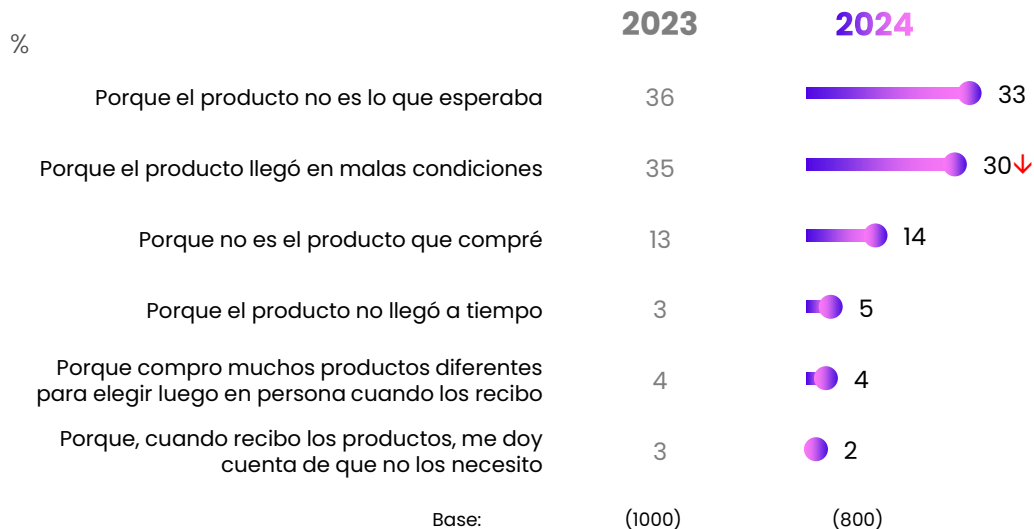 2023 2024
%
Porque el producto no es lo que esperaba 36 33
Porque el producto llegó en malas condiciones 35 30↓
Porque no es el producto que compré 13 14
Porque el producto no llegó a tiempo 3 5
Porque compro muchos productos diferentes
para elegir luego en persona cuando los recibo 4 4
Porque, cuando recibo los productos, me doy
cuenta de que no los necesito 3 2
Base: (1000) (800)